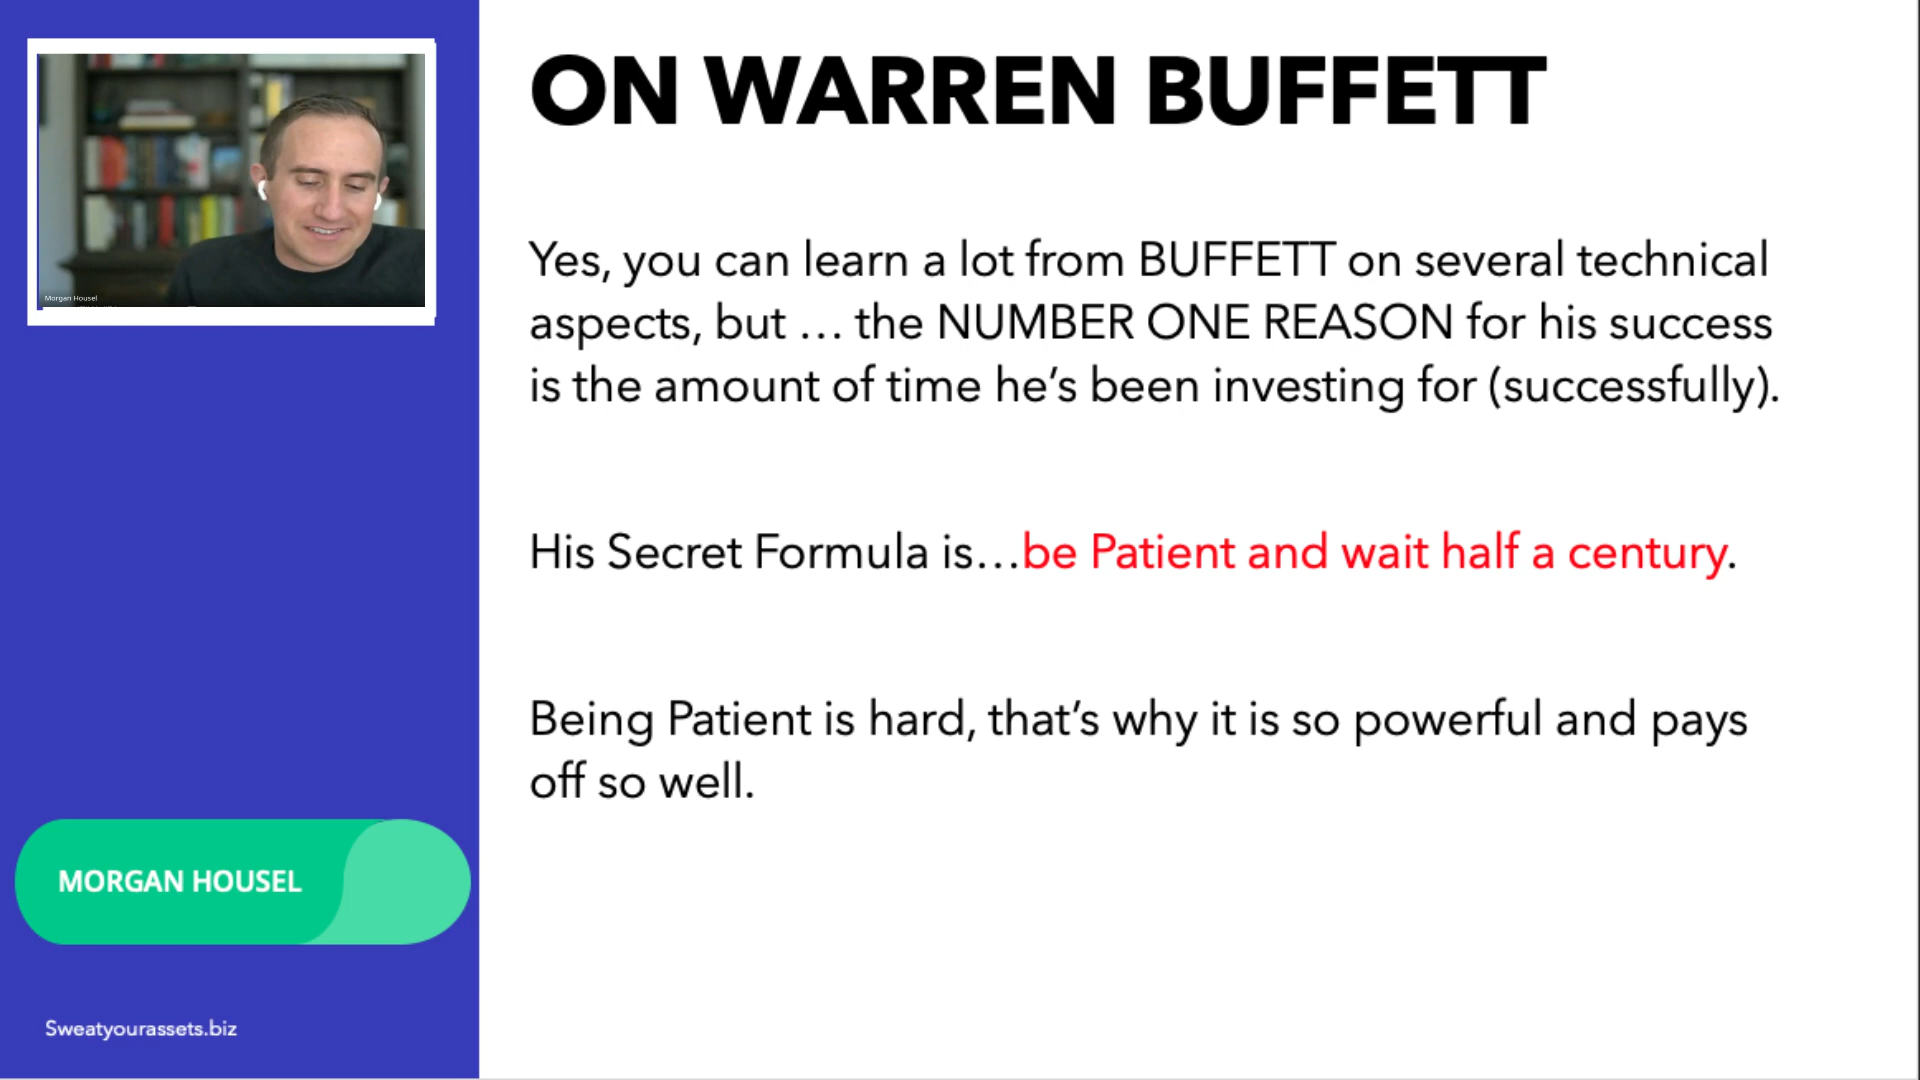 ON WARREN BUFFETT
Morgan Housel
Yes, you can learn a lot from BUFFETT on several technical
aspects, but … the NUMBER ONE REASON for his success
is the amount of time he’s been investing for (successfully).
His Secret Formula is…be Patient and wait half a century.
Being Patient is hard, that’s why it is so powerful and pays
off so well.
MORGAN HOUSEL
Sweatyourassets.biz